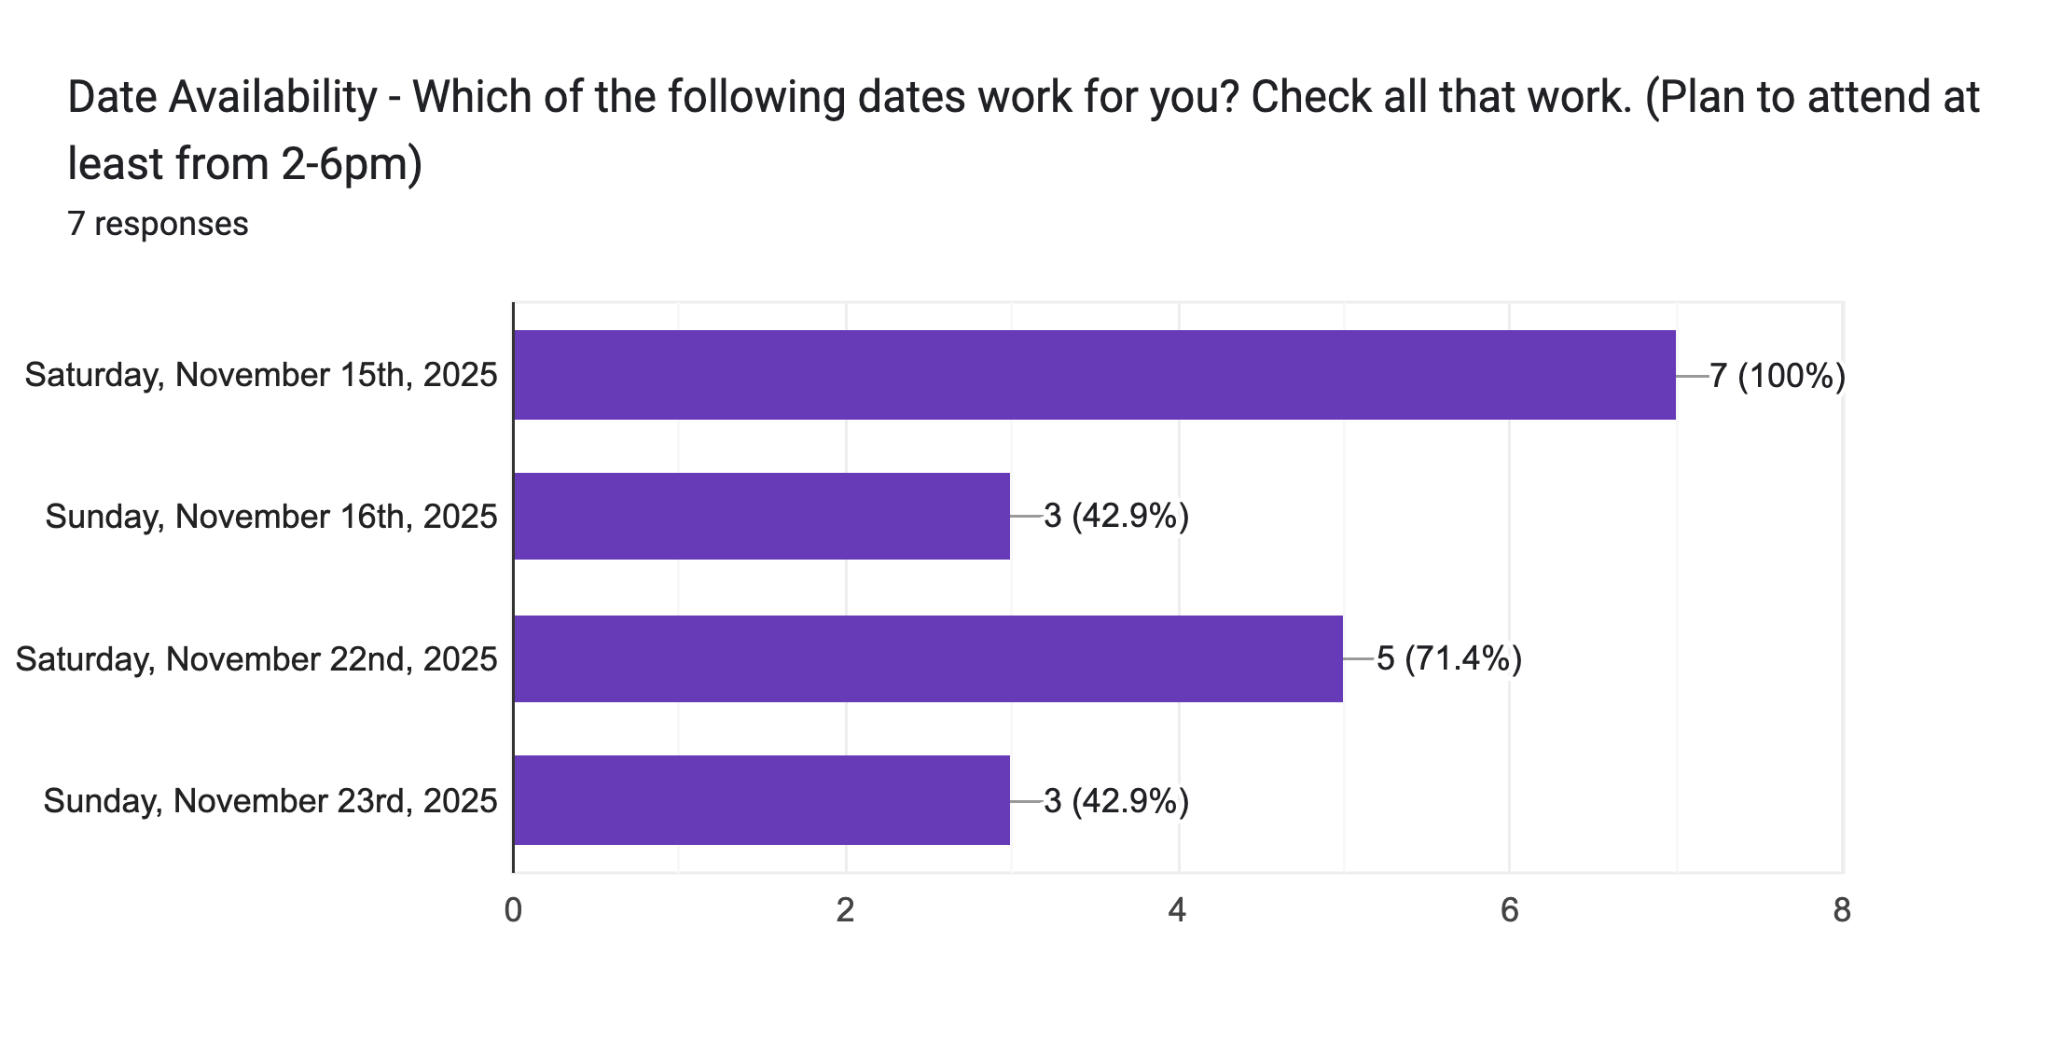 Date Availability - Which of the following dates work for you? Check all that work. (Plan to attend at
least from 2-6pm)
7 responses
Saturday, November 15th, 2025
7 (100%)
Sunday, November 16th, 2025
3 (42.9%)
Saturday, November 22nd, 2025
5 (71.4%)
Sunday, November 23rd, 2025
3 (42.9%)
0 2 4 6 8